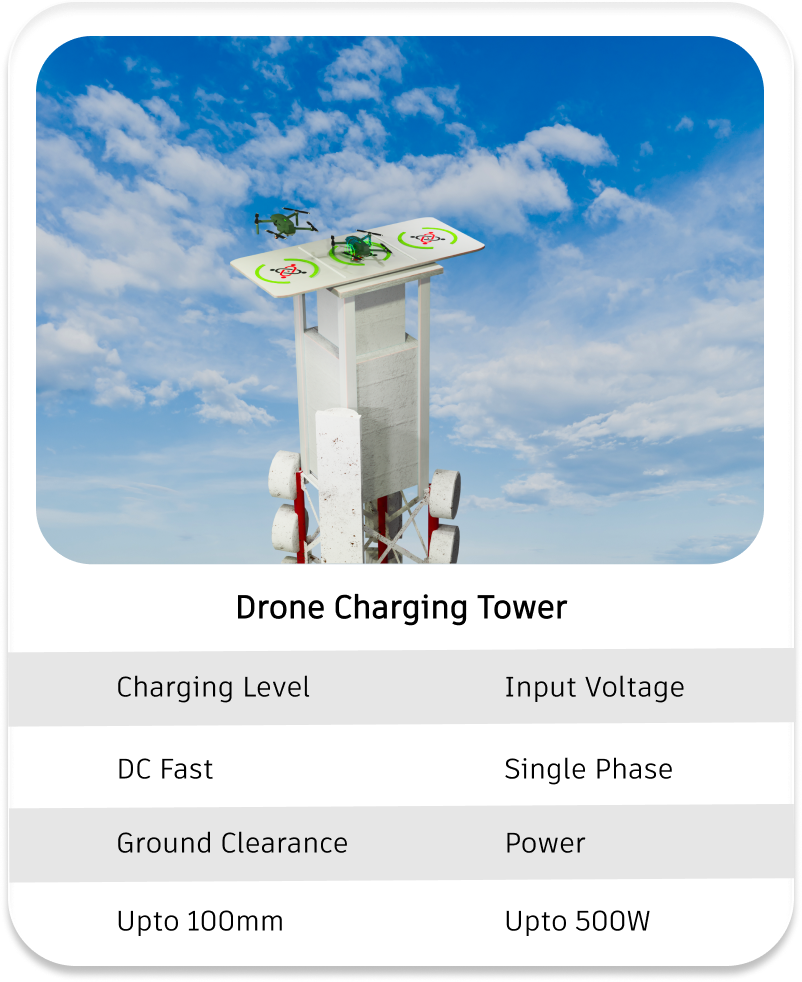 Drone Charging Tower
Charging Level Input Voltage
DC Fast Single Phase
Ground Clearance Power
Upto 100mm Upto 500W